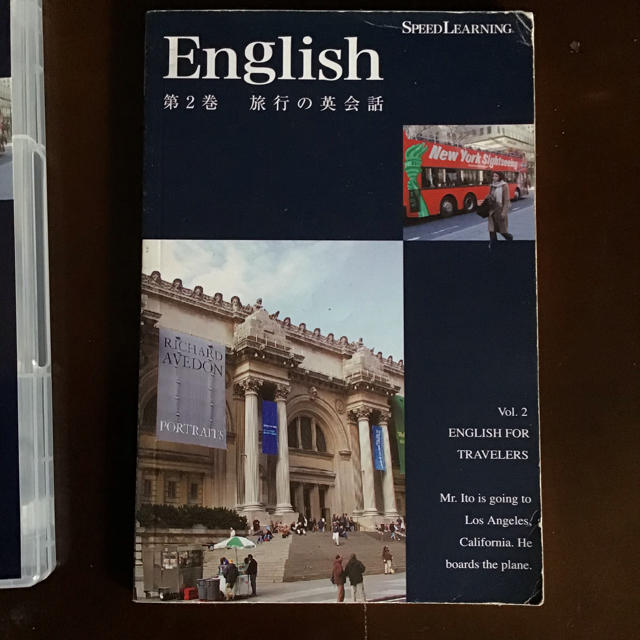 SPEEDLEARNING
English
第2巻 旅行の英会話
New York Sightseeing
RICHARD
AVEDON
PORTRAITS
Vol. 2
ENGLISH FOR
TRAVELERS
Mr. Ito is going to
Los Angeles,
California. He
boards the plane.